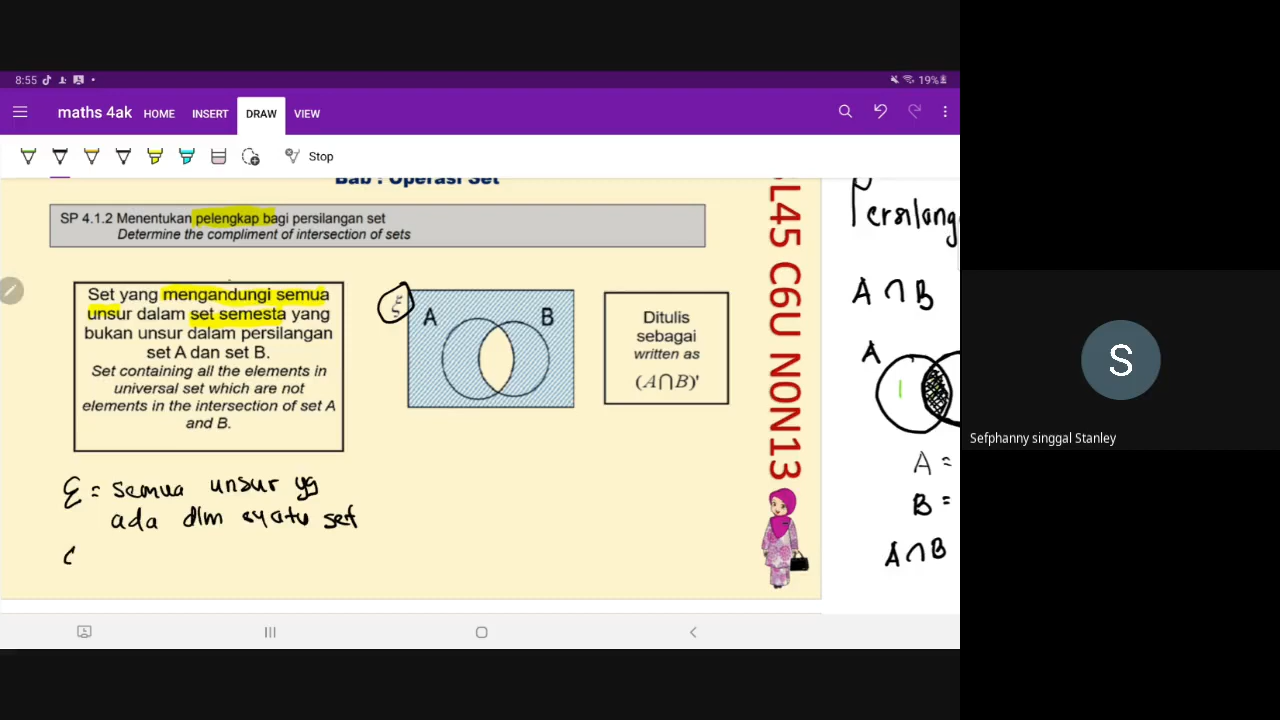 8:55
19%
maths 4ak HOME INSERT DRAW VIEW
Stop
Bab : Operasi Set
SP 4.1.2 Menentukan pelengkap bagi persilangan set
Determine the compliment of intersection of sets
Set yang mengandungi semua
unsur dalam set semesta yang
bukan unsur dalam persilangan
set A dan set B.
Set containing all the elements in
universal set which are not
elements in the intersection of set A
and B.
ξ
A B
Ditulis
sebagai
written as
(A∩B)'
ξ = semua unsur yg
ada dlm suatu set
L45 C6U N0N13
Persilang
A ∩ B
A
1
A =
B =
A ∩ B
S
Sefphanny singgal Stanley